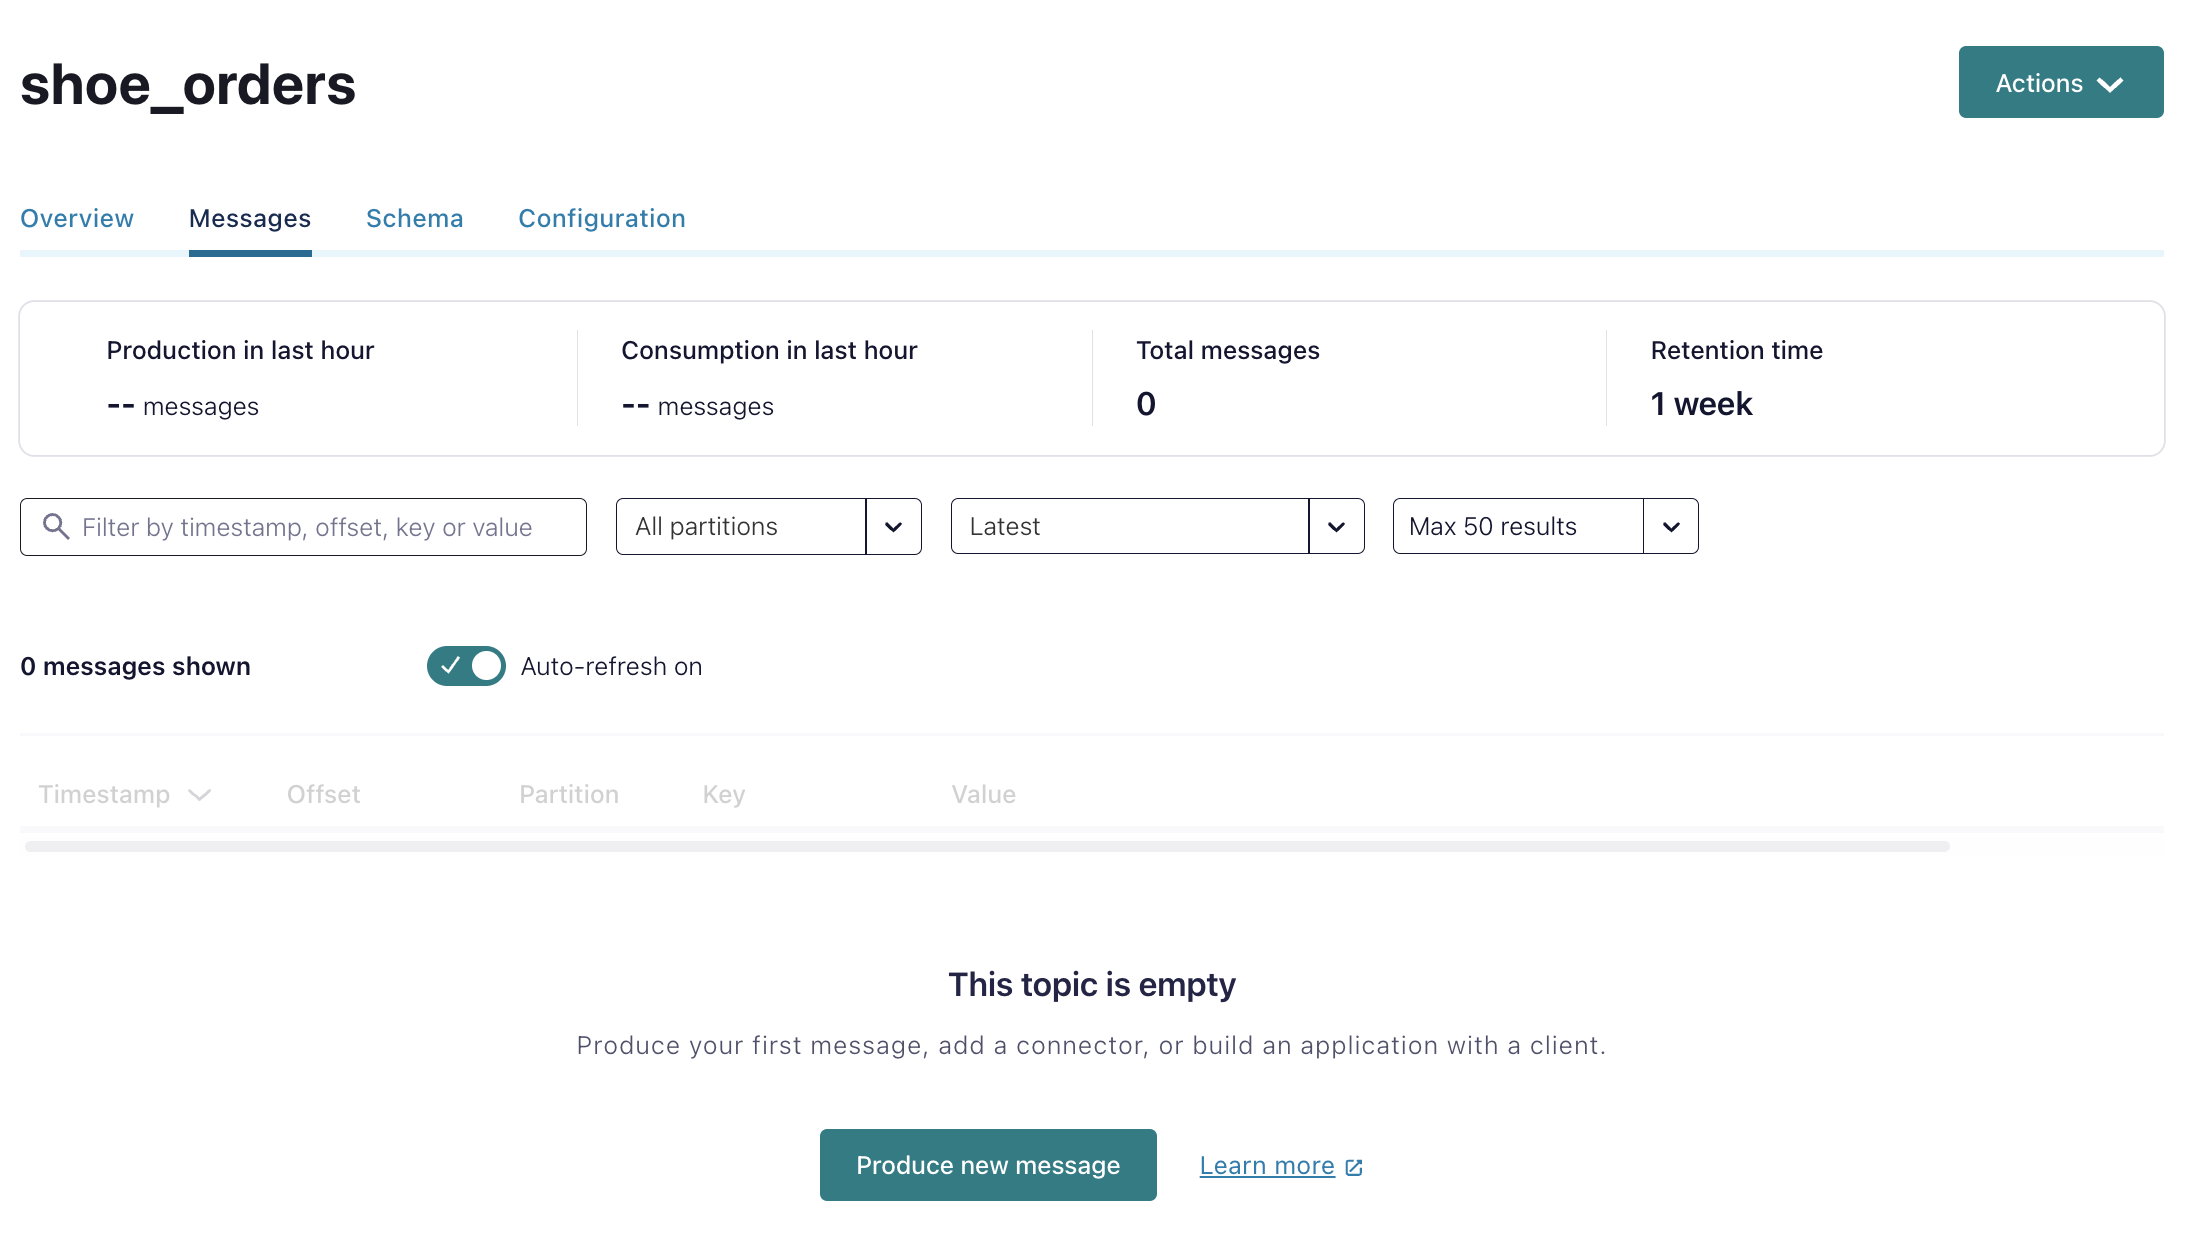 shoe_orders
Actions
Overview Messages Schema Configuration
Production in last hour Consumption in last hour Total messages Retention time
-- messages -- messages 0 1 week
Filter by timestamp, offset, key or value All partitions Latest Max 50 results
0 messages shown Auto-refresh on
Timestamp Offset Partition Key Value
This topic is empty
Produce your first message, add a connector, or build an application with a client.
Produce new message Learn more